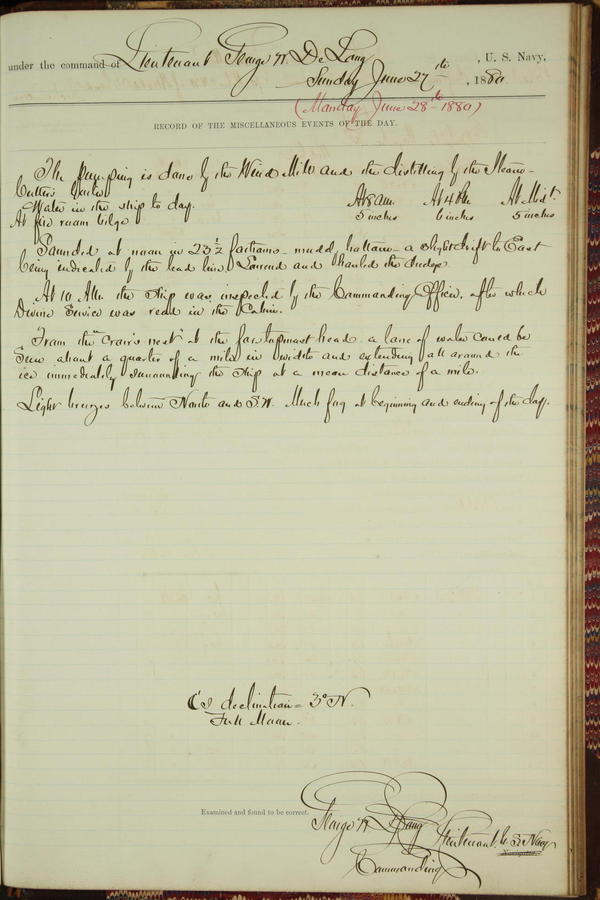 under the command of Lieutenant George W. De Long, U. S. Navy,
Sunday June 27th, 1880
(Monday June 28th 1880)
RECORD OF THE MISCELLANEOUS EVENTS OF THE DAY.
The pumping is done by the Wind Mill and the distilling by the Steam-
Cutters boiler.
Water in the ship to day. At 8 a.m. At 4 P.M. At Midt.
At fire room bilge 5 inches 6 inches 5 inches
Sounded at noon in 23 1/2 fathoms - muddy bottom - a slight drift to East
being indicated by the lead line. Lowered and hauled the dredge.
At 10 AM. the Ship was inspected by the Commanding Officer, after which
Divine Service was read in the Cabin.
From the "crow's nest" at the foretopmast head a lane of water could be
Seen about a quarter of a mile in width and extending all around the
ice immediately surrounding the Ship at a mean distance of a mile.
Light breezes between North and S.W. Much fog at beginning and ending of the day.
declination = 3° N.
Full Moon.
Examined and found to be correct.
George W. De Long Lieutenant, U. S. Navy
Navigator.
Commanding